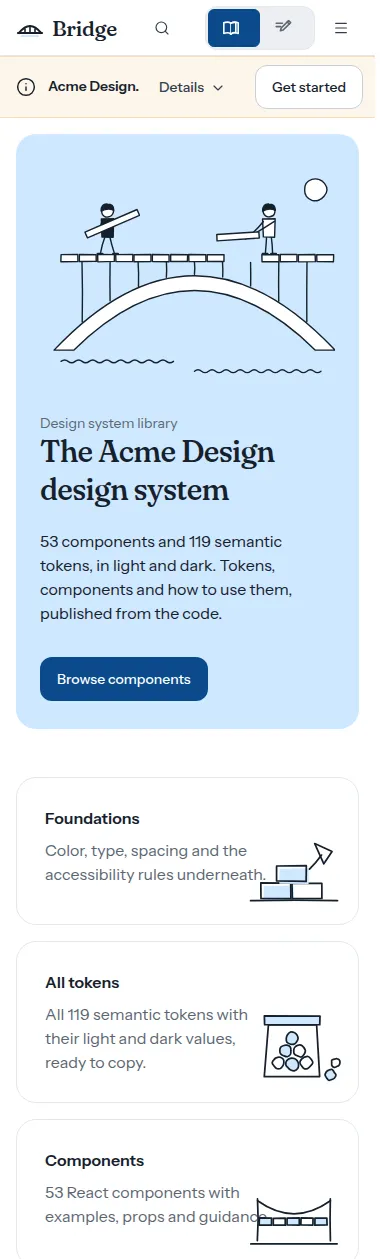 Bridge
Acme Design.
Details
Get started
Design system library
The Acme Design
design system
53 components and 119 semantic
tokens, in light and dark. Tokens,
components and how to use them,
published from the code.
Browse components
Foundations
Color, type, spacing and the
accessibility rules underneath.
All tokens
All 119 semantic tokens with
their light and dark values,
ready to copy.
Components
53 React components with
examples, props and guidance.